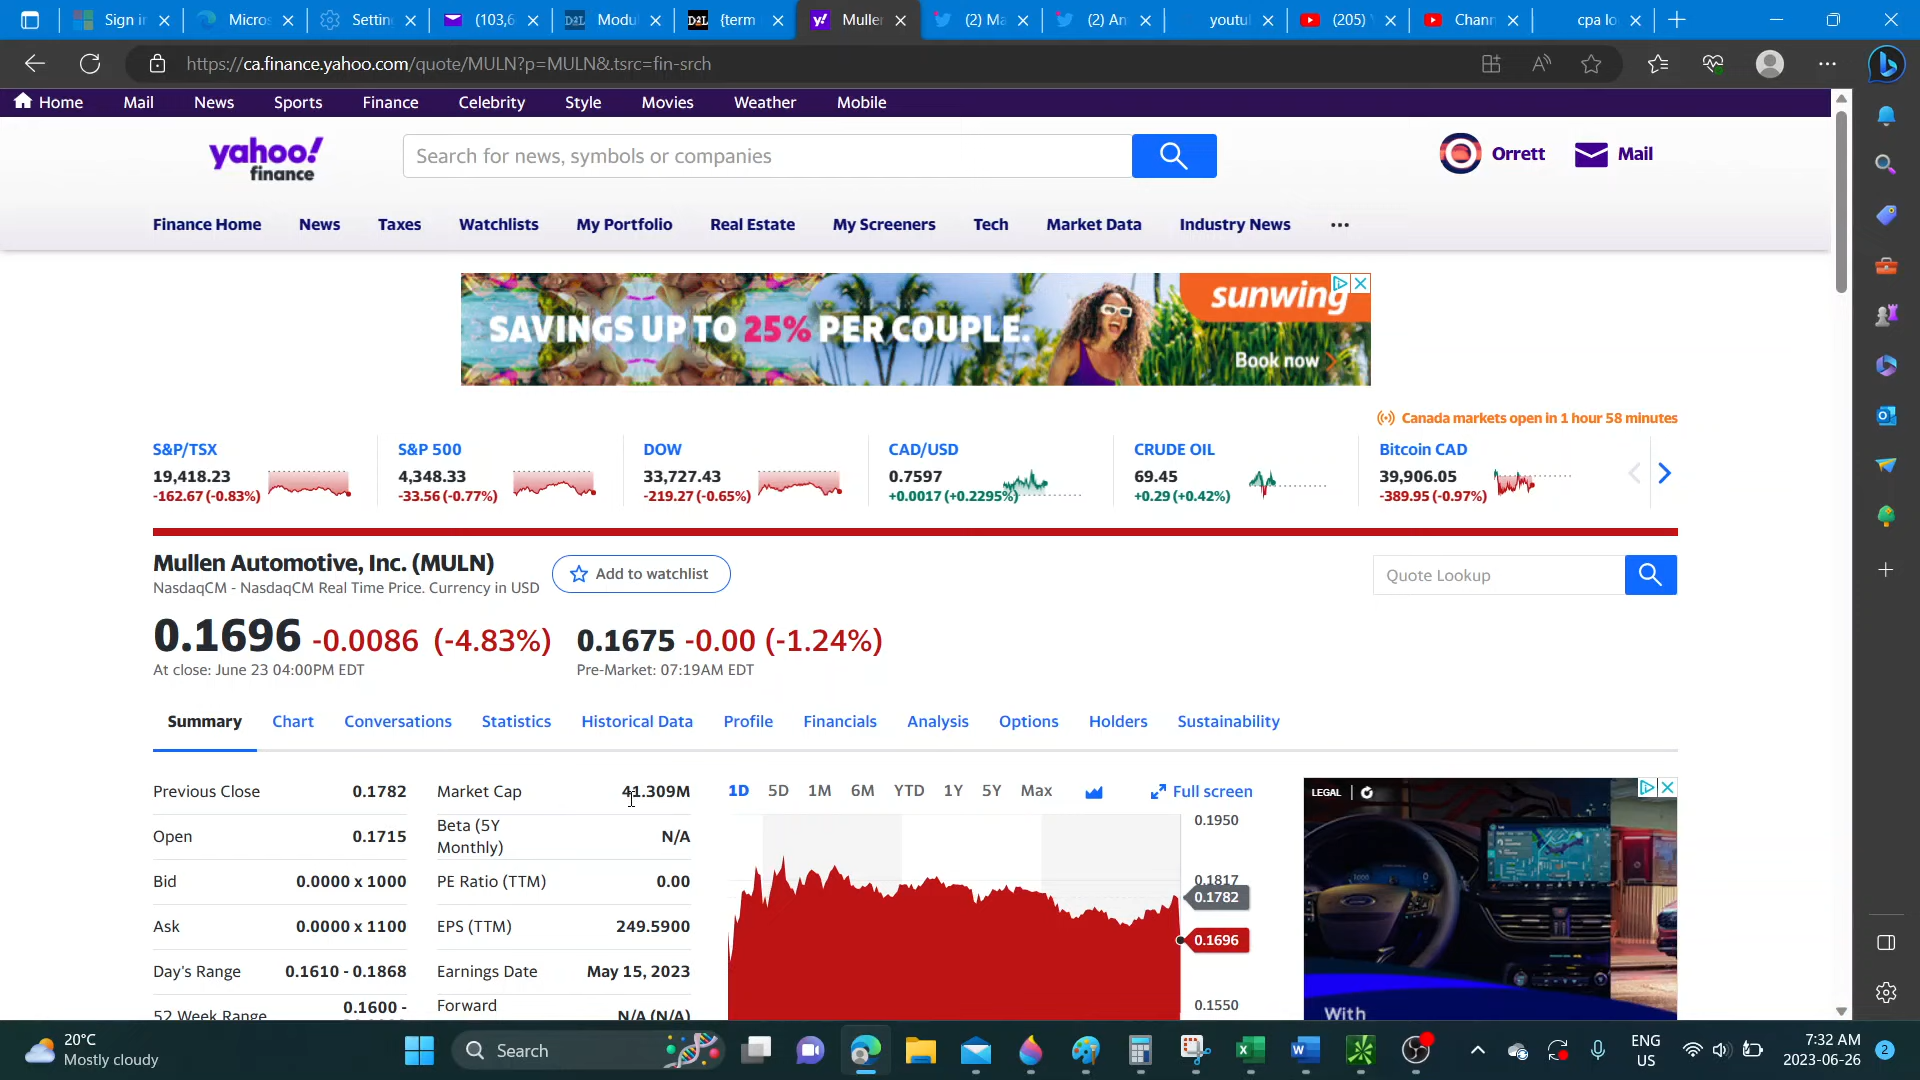 Sign in
Micros
Settin
(103,6
D2L Modu
D2L {term
y! Muller
(2) Ma
(2) An
youtul
(205)
Chann
cpa lo
https://ca.finance.yahoo.com/quote/MULN?p=MULN&.tsrc=fin-srch
Home Mail News Sports Finance Celebrity Style Movies Weather Mobile
yahoo!
finance
Search for news, symbols or companies
Orrett Mail
Finance Home News Taxes Watchlists My Portfolio Real Estate My Screeners Tech Market Data Industry News ...
sunwing
SAVINGS UP TO 25% PER COUPLE.
Book now
Canada markets open in 1 hour 58 minutes
S&P/TSX S&P 500 DOW CAD/USD CRUDE OIL Bitcoin CAD
19,418.23 4,348.33 33,727.43 0.7597 69.45 39,906.05
-162.67 (-0.83%) -33.56 (-0.77%) -219.27 (-0.65%) +0.0017 (+0.2295%) +0.29 (+0.42%) -389.95 (-0.97%)
Mullen Automotive, Inc. (MULN)
Add to watchlist
Quote Lookup
NasdaqCM - NasdaqCM Real Time Price. Currency in USD
0.1696 -0.0086 (-4.83%) 0.1675 -0.00 (-1.24%)
At close: June 23 04:00PM EDT Pre-Market: 07:19AM EDT
Summary Chart Conversations Statistics Historical Data Profile Financials Analysis Options Holders Sustainability
Previous Close 0.1782
Open 0.1715
Bid 0.0000 x 1000
Ask 0.0000 x 1100
Day's Range 0.1610 - 0.1868
52 Week Range 0.1600 -
Market Cap 41.309M
Beta (5Y
Monthly) N/A
PE Ratio (TTM) 0.00
EPS (TTM) 249.5900
Earnings Date May 15, 2023
Forward
N/A (N/A)
1D 5D 1M 6M YTD 1Y 5Y Max Full screen
0.1950
0.1817
0.1782
0.1696
0.1550
LEGAL
With
20°C
Mostly cloudy
Search
ENG
US
7:32 AM
2023-06-26
2